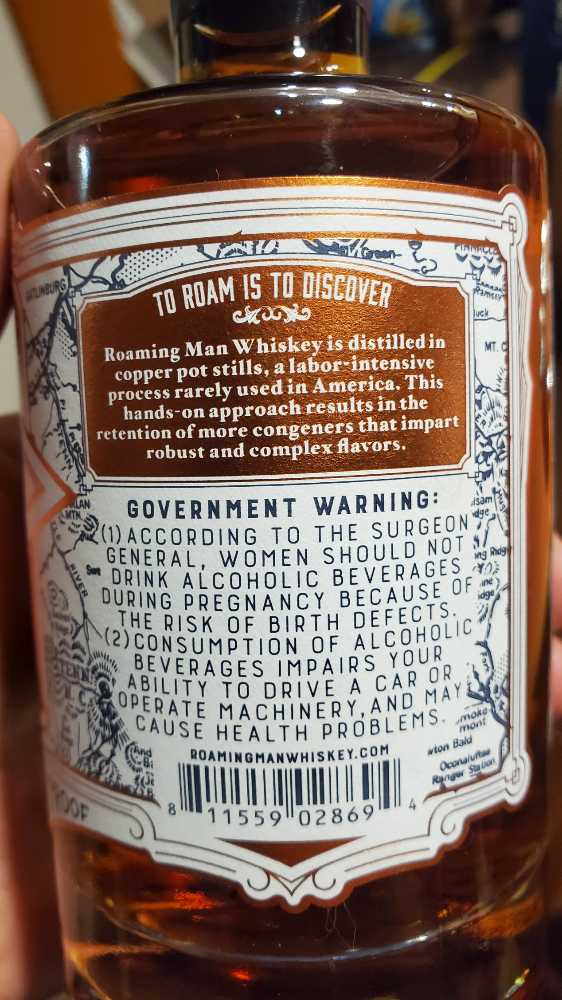 Green
GATLINBURG
MT.
TO ROAM IS TO DISCOVER
Roaming Man Whiskey is distilled in
copper pot stills, a labor-intensive
process rarely used in America. This
hands-on approach results in the
retention of more congeners that impart
robust and complex flavors.
GOVERNMENT WARNING:
(1) ACCORDING TO THE SURGEON
GENERAL, WOMEN SHOULD NOT
DRINK ALCOHOLIC BEVERAGES
DURING PREGNANCY BECAUSE OF
THE RISK OF BIRTH DEFECTS.
(2) CONSUMPTION OF ALCOHOLIC
BEVERAGES IMPAIRS YOUR
ABILITY TO DRIVE A CAR OR
OPERATE MACHINERY, AND MAY
CAUSE HEALTH PROBLEMS.
RIVER
TENN
N.C
Oconaluftee
Ranger Station
ROAMINGMANWHISKEY.COM
8 11559 02869 4